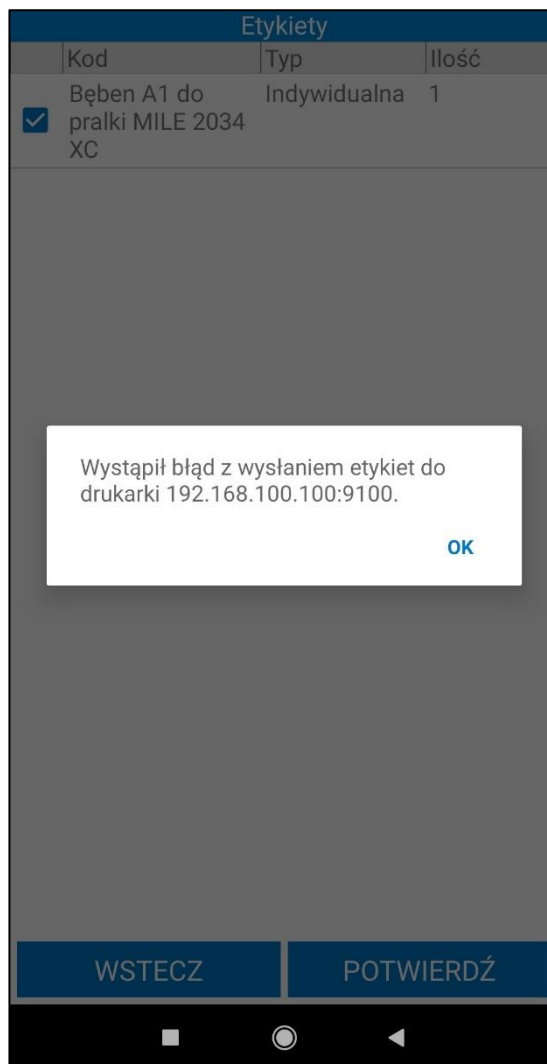 Etykiety
Kod Typ Ilość
Bęben A1 do Indywidualna 1
pralki MILE 2034
XC
Wystąpił błąd z wysłaniem etykiet do
drukarki 192.168.100.100:9100.
OK
WSTECZ POTWIERDŹ